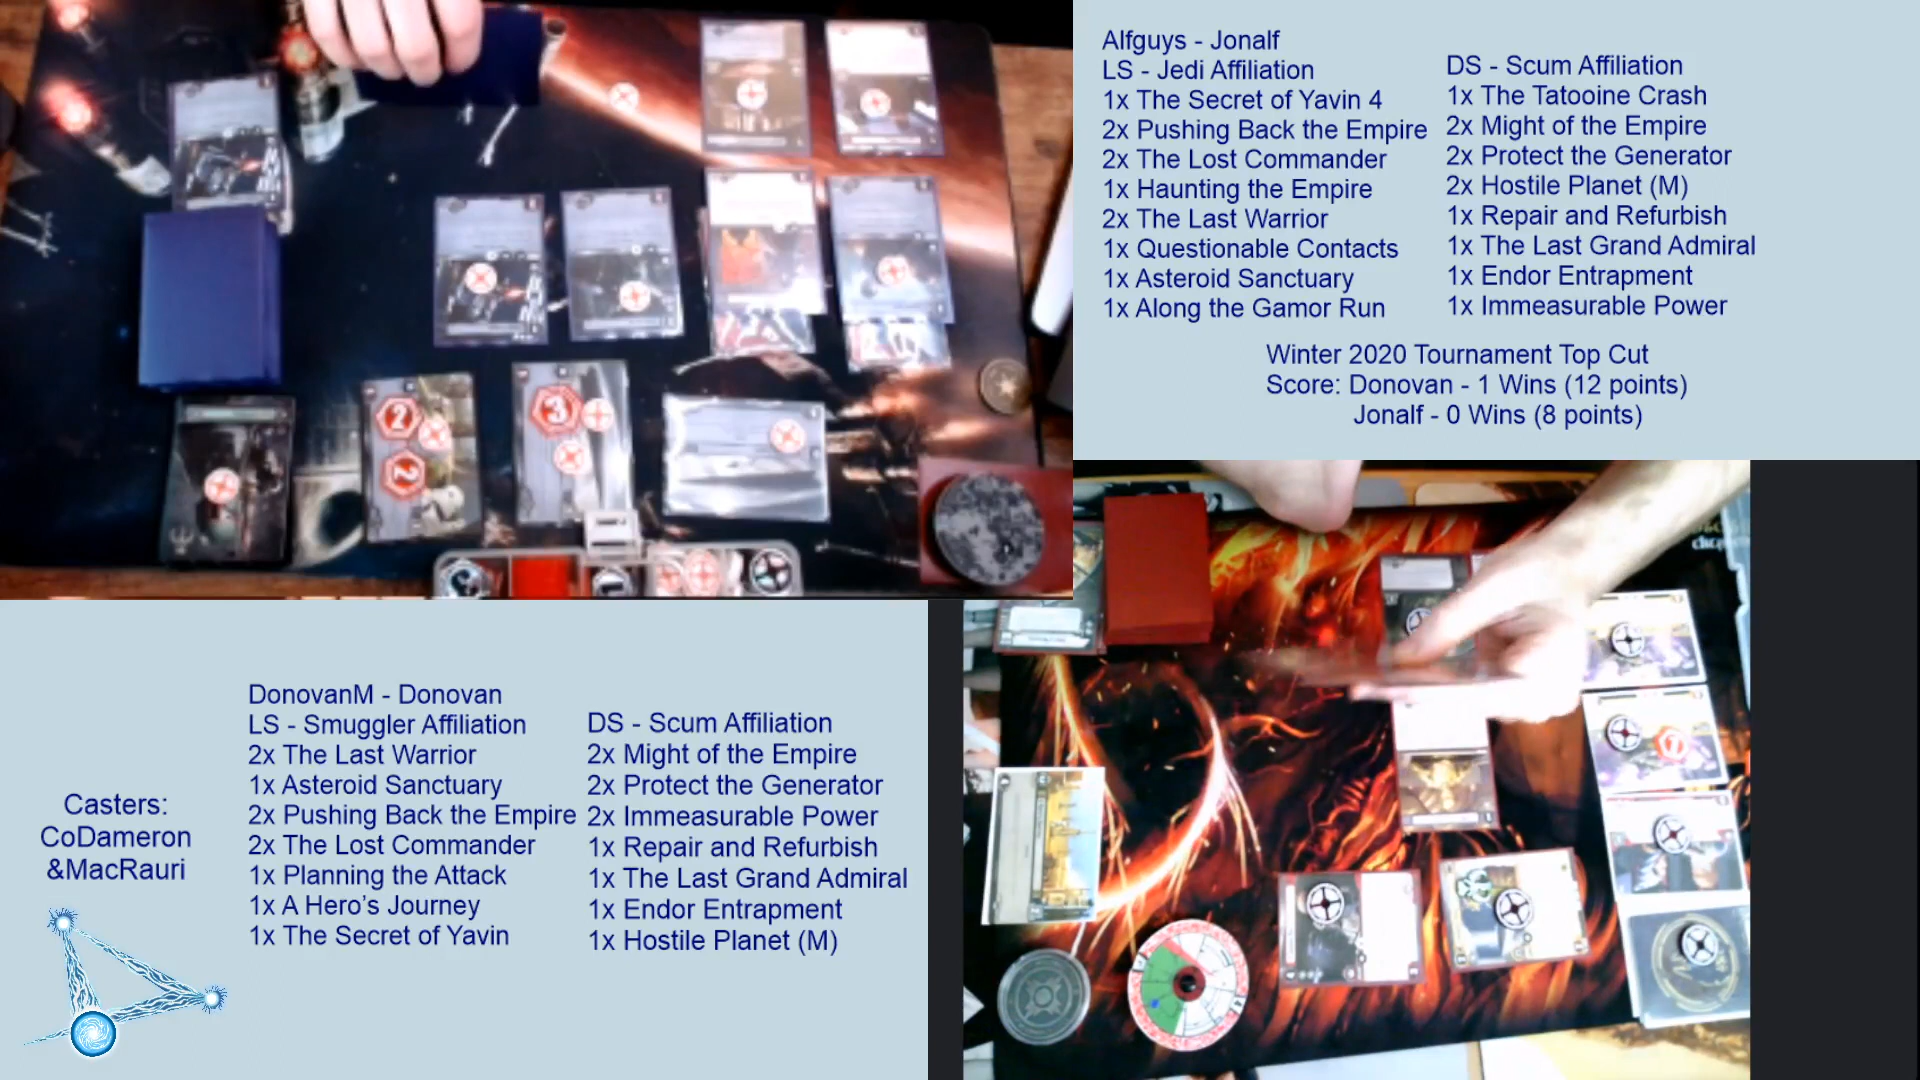 Alfguys - Jonalf
LS - Jedi Affiliation
1x The Secret of Yavin 4
2x Pushing Back the Empire
2x The Lost Commander
1x Haunting the Empire
2x The Last Warrior
1x Questionable Contacts
1x Asteroid Sanctuary
1x Along the Gamor Run
DS - Scum Affiliation
1x The Tatooine Crash
2x Might of the Empire
2x Protect the Generator
2x Hostile Planet (M)
1x Repair and Refurbish
1x The Last Grand Admiral
1x Endor Entrapment
1x Immeasurable Power
Winter 2020 Tournament Top Cut
Score: Donovan - 1 Wins (12 points)
Jonalf - 0 Wins (8 points)
2
2
3
1
Casters:
CoDameron
&MacRauri
DonovanM - Donovan
LS - Smuggler Affiliation
2x The Last Warrior
1x Asteroid Sanctuary
2x Pushing Back the Empire
2x The Lost Commander
1x Planning the Attack
1x A Hero's Journey
1x The Secret of Yavin
DS - Scum Affiliation
2x Might of the Empire
2x Protect the Generator
2x Immeasurable Power
1x Repair and Refurbish
1x The Last Grand Admiral
1x Endor Entrapment
1x Hostile Planet (M)